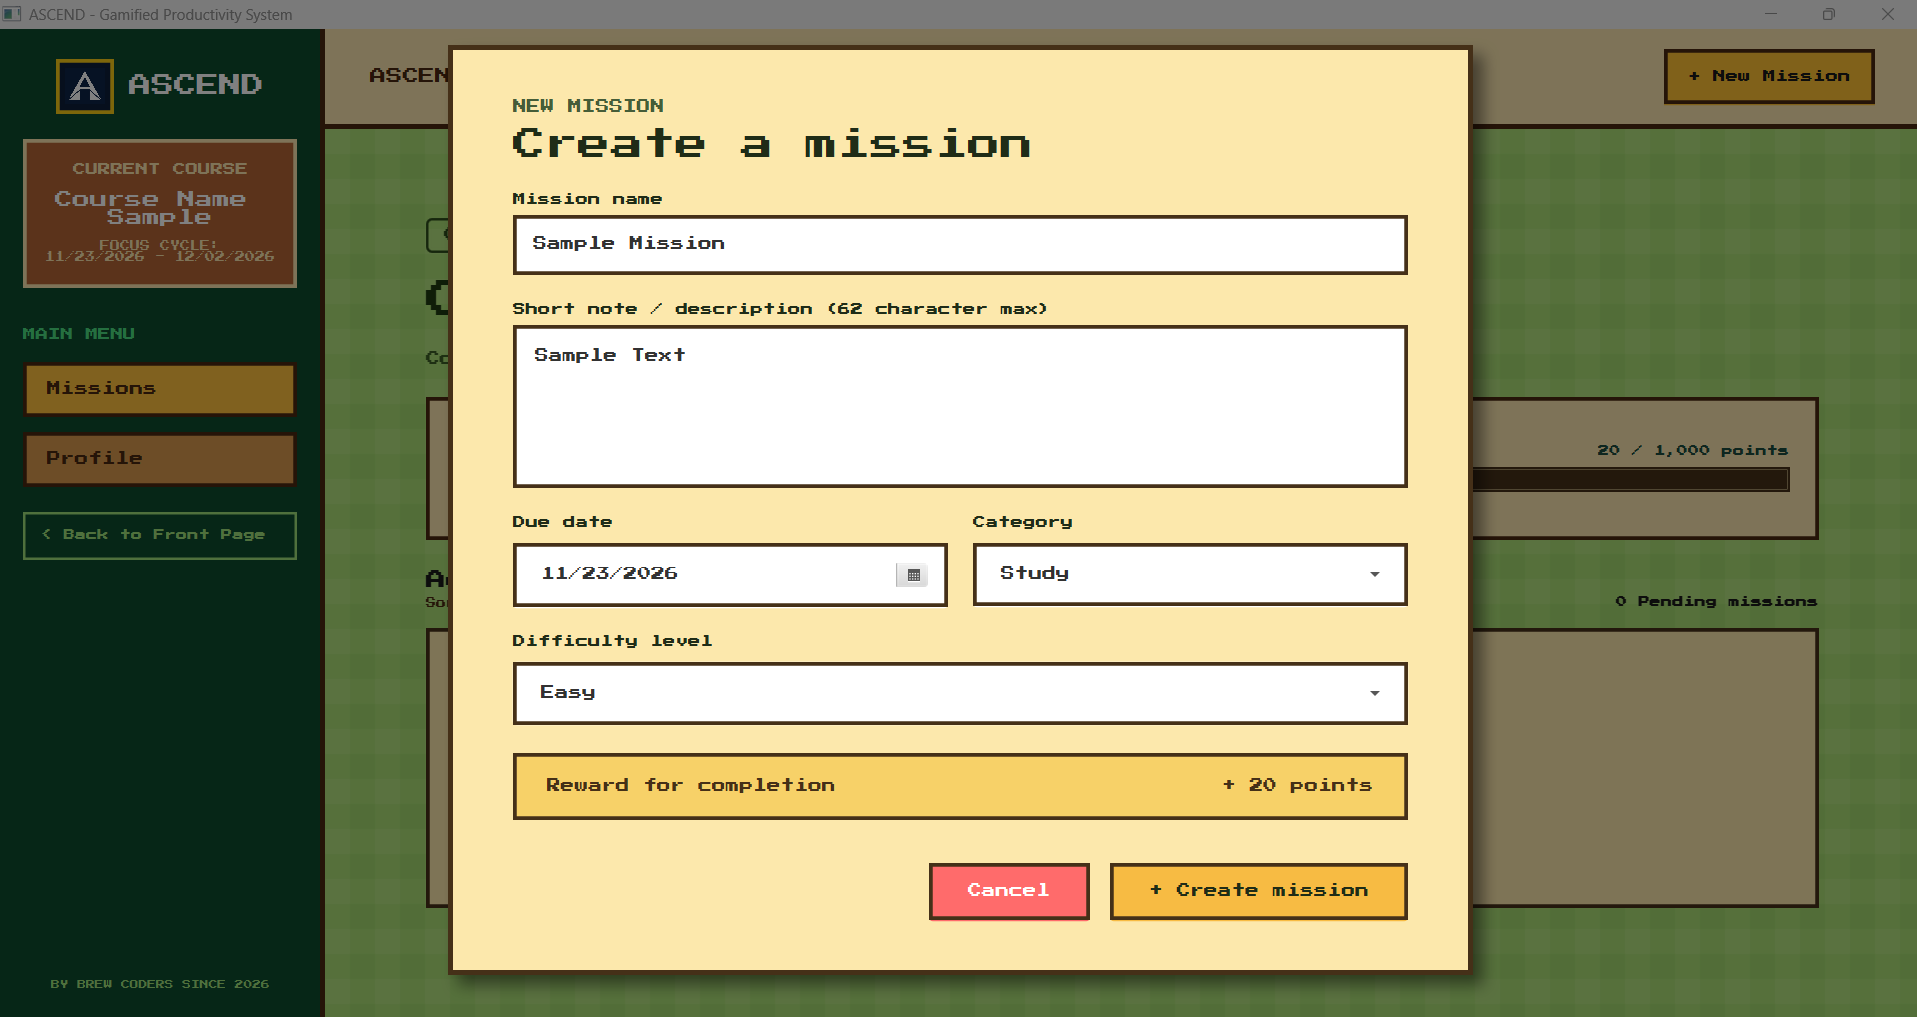 ASCEND - Gamified Productivity System
ASCEND
CURRENT COURSE
Course Name
Sample
FOCUS CYCLE:
11/23/2026 - 12/02/2026
MAIN MENU
Missions
Profile
< Back to Front Page
BY BREW CODERS SINCE 2026
+ New Mission
NEW MISSION
Create a mission
Mission name
Sample Mission
Short note / description (62 character max)
Sample Text
Due date
Category
11/23/2026
Study
Difficulty level
Easy
Reward for completion
+ 20 points
Cancel
+ Create mission
20 / 1,000 points
0 Pending missions